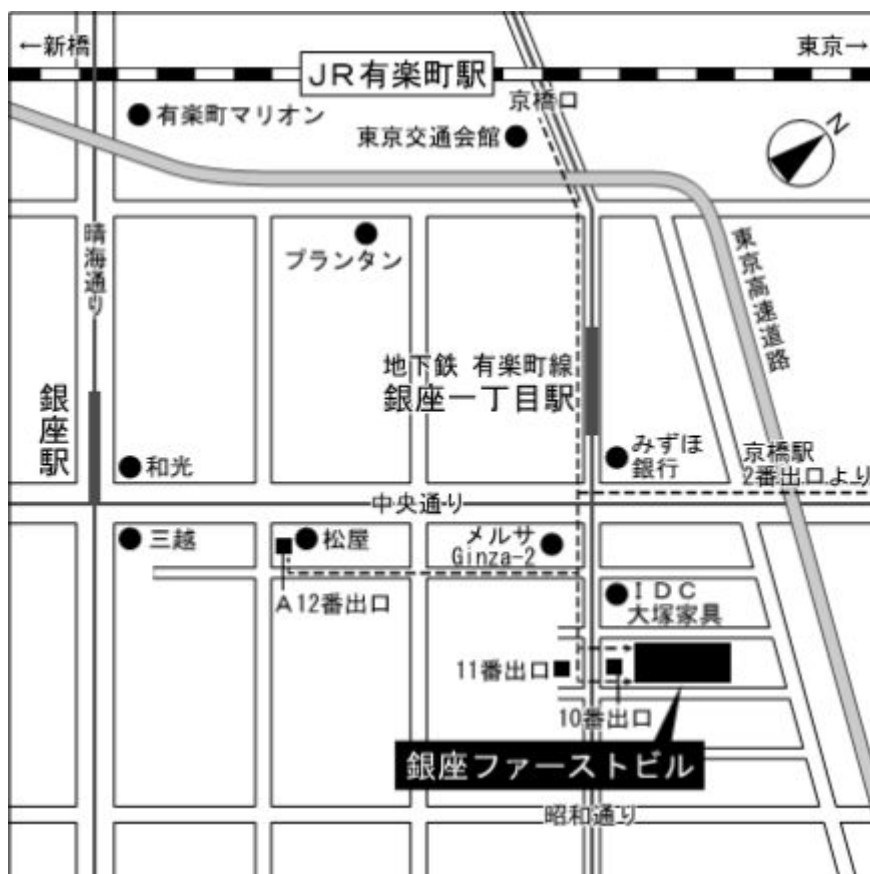 ←新橋
東京→
JR有楽町駅
京橋口
有楽町マリオン
東京交通会館
N
晴海通り
プランタン
東京高速道路
地下鉄 有楽町線
銀座一丁目駅
銀座駅
和光
みずほ
銀行
京橋駅
2番出口より
中央通り
三越
松屋
メルサ
Ginza-2
A12番出口
IDC
大塚家具
11番出口
10番出口
銀座ファーストビル
昭和通り